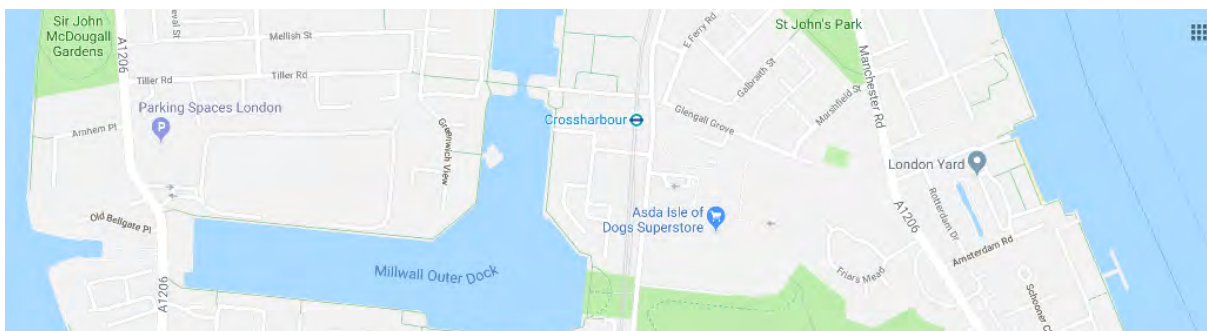 Sir John
McDougall
Gardens
A1206
Mellish St
Tiller Rd
Tiller Rd
Parking Spaces London
P
Arnhem Pl
Greenwich View
Old Bellgate Pl
A1206
Millwall Outer Dock
Crossharbour
E Ferry Rd
St John's Park
Galbraith St
Glengall Grove
Marshfield St
Manchester Rd
London Yard
Asda Isle of
Dogs Superstore
A1206
Rotterdam Dr
Amsterdam Rd
Friars Mead